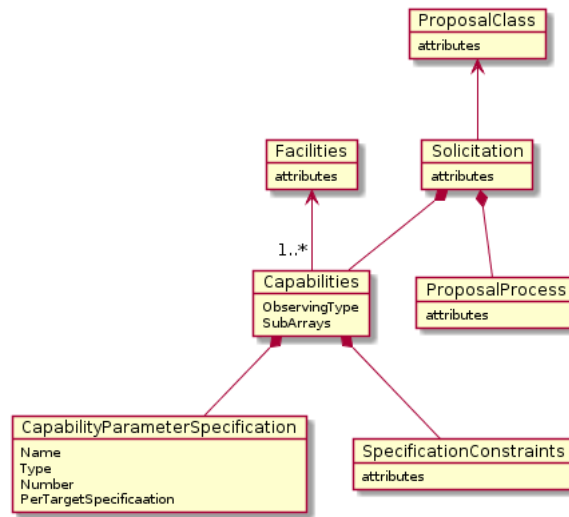 ProposalClass
attributes
Facilities
attributes
Solicitation
attributes
1..*
Capabilities
ObservingType
SubArrays
ProposalProcess
attributes
CapabilityParameterSpecification
Name
Type
Number
PerTargetSpecificaation
SpecificationConstraints
attributes